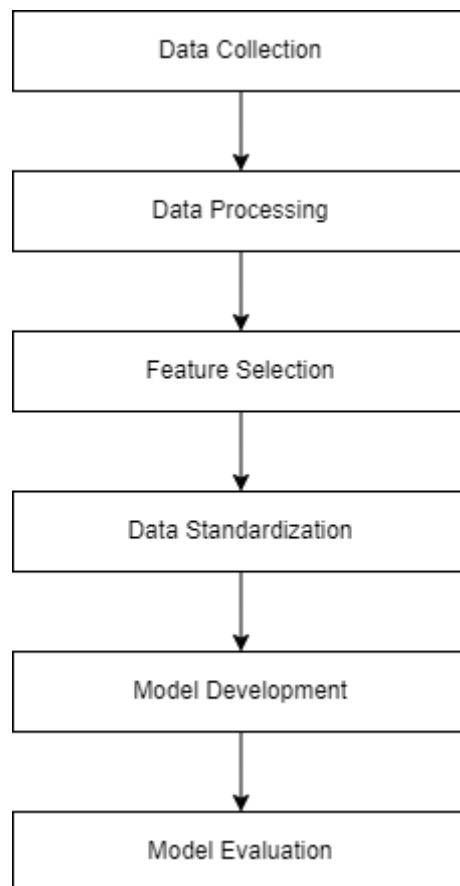 Data Collection
Data Processing
Feature Selection
Data Standardization
Model Development
Model Evaluation